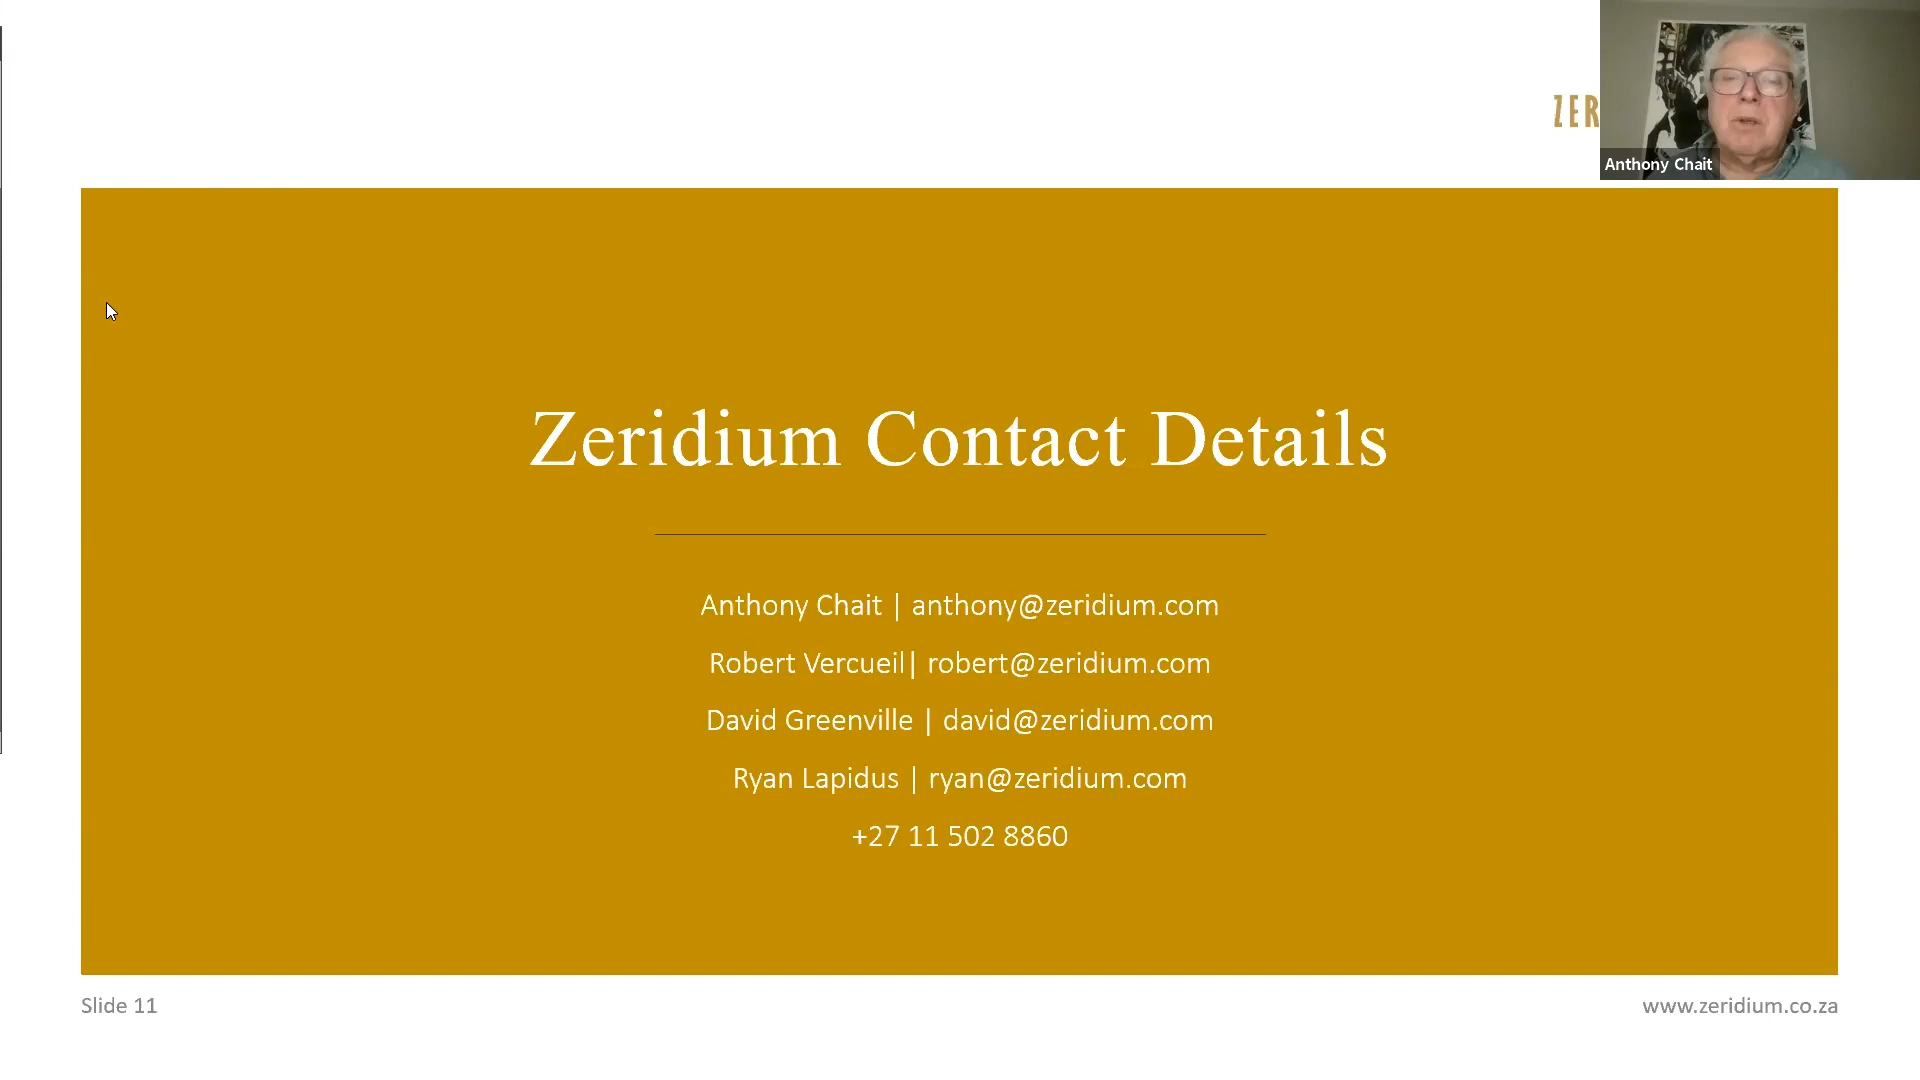 ZER
Anthony Chait
Zeridium Contact Details
Anthony Chait | anthony@zeridium.com
Robert Vercueil| robert@zeridium.com
David Greenville | david@zeridium.com
Ryan Lapidus | ryan@zeridium.com
+27 11 502 8860
Slide 11
www.zeridium.co.za